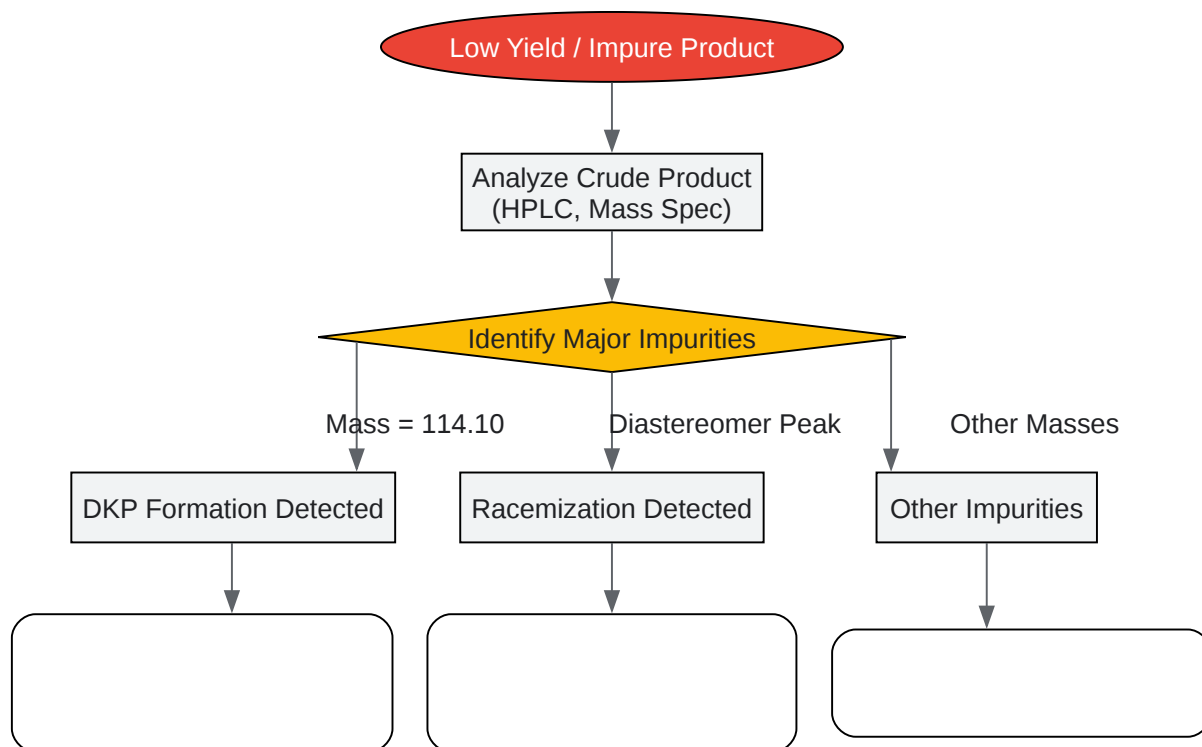 Low Yield / Impure Product
Analyze Crude Product
(HPLC, Mass Spec)
Identify Major Impurities
Mass = 114.10
Diastereomer Peak
Other Masses
DKP Formation Detected
Racemization Detected
Other Impurities